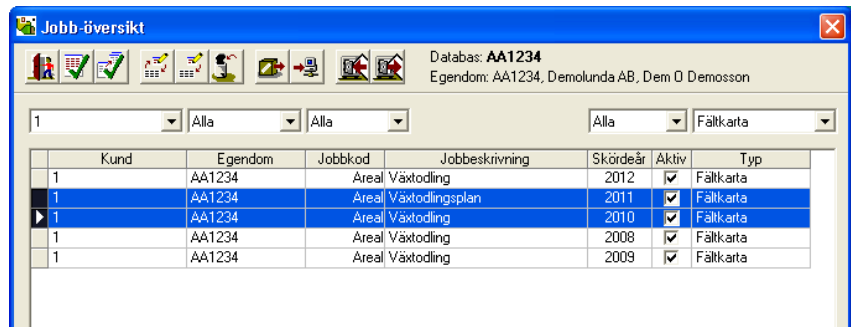 Jobb-översikt
Databas: AA1234
Egendom: AA1234, Demolunda AB, Dem O Demosson
1 Alla Alla Alla Fältkarta
Kund Egendom Jobbkod Jobbeskrivning Skördeår Aktiv Typ
1 AA1234 Areal Växtodling 2012 Fältkarta
1 AA1234 Areal Växtodlingsplan 2011 Fältkarta
1 AA1234 Areal Växtodling 2010 Fältkarta
1 AA1234 Areal Växtodling 2008 Fältkarta
1 AA1234 Areal Växtodling 2009 Fältkarta